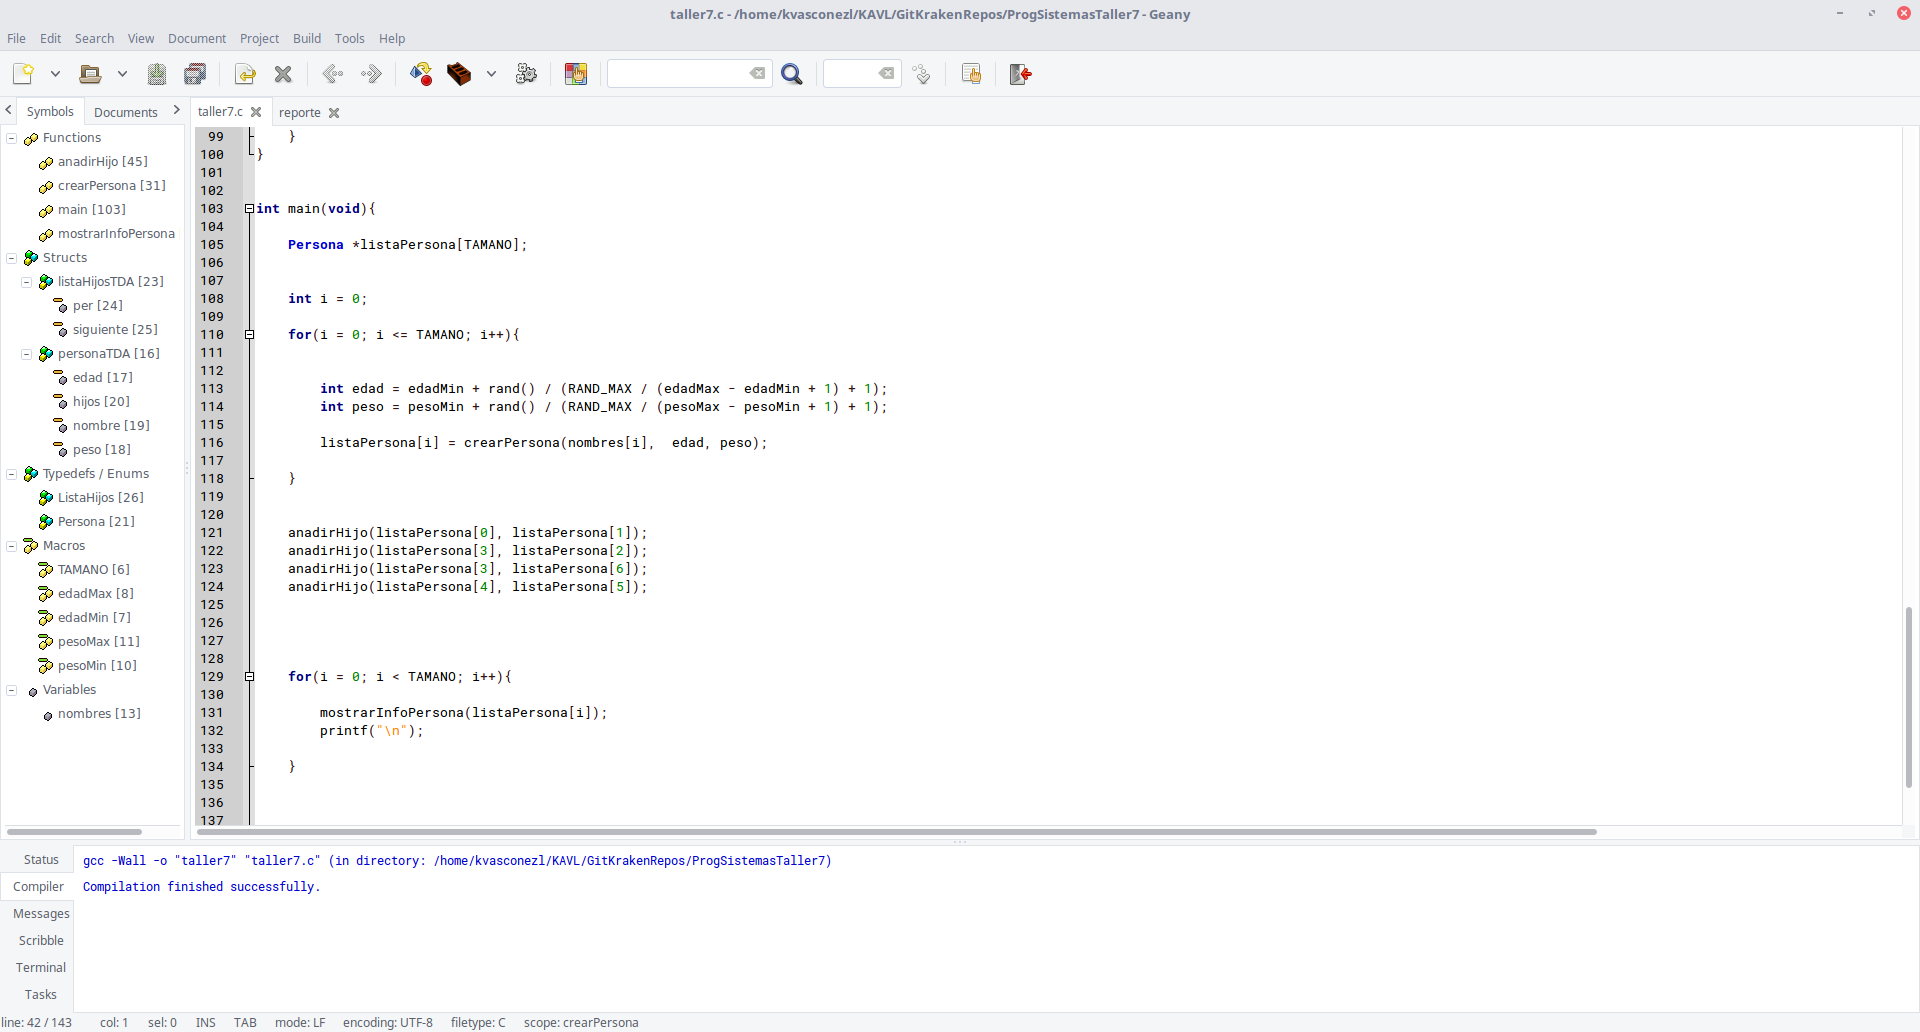 taller7.c - /home/kvasconezl/KAVL/GitKrakenRepos/ProgSistemasTaller7 - Geany
File Edit Search View Document Project Build Tools Help
Symbols Documents
taller7.c reporte
Functions
anadirHijo [45]
crearPersona [31]
main [103]
mostrarInfoPersona
Structs
listaHijosTDA [23]
per [24]
siguiente [25]
personaTDA [16]
edad [17]
hijos [20]
nombre [19]
peso [18]
Typedefs / Enums
ListaHijos [26]
Persona [21]
Macros
TAMANO [6]
edadMax [8]
edadMin [7]
pesoMax [11]
pesoMin [10]
Variables
nombres [13]
99 }
100 }
101
102
103 int main(void){
104
105 Persona *listaPersona[TAMANO];
106
107
108 int i = 0;
109
110 for(i = 0; i <= TAMANO; i++){
111
112
113 int edad = edadMin + rand() / (RAND_MAX / (edadMax - edadMin + 1) + 1);
114 int peso = pesoMin + rand() / (RAND_MAX / (pesoMax - pesoMin + 1) + 1);
115
116 listaPersona[i] = crearPersona(nombres[i],  edad, peso);
117
118 }
119
120
121 anadirHijo(listaPersona[0], listaPersona[1]);
122 anadirHijo(listaPersona[3], listaPersona[2]);
123 anadirHijo(listaPersona[3], listaPersona[6]);
124 anadirHijo(listaPersona[4], listaPersona[5]);
125
126
127
128
129 for(i = 0; i < TAMANO; i++){
130
131 mostrarInfoPersona(listaPersona[i]);
132 printf("\n");
133
134 }
135
136
137
Status
Compiler
Messages
Scribble
Terminal
Tasks
gcc -Wall -o "taller7" "taller7.c" (in directory: /home/kvasconezl/KAVL/GitKrakenRepos/ProgSistemasTaller7)
Compilation finished successfully.
line: 42 / 143 col: 1 sel: 0 INS TAB mode: LF encoding: UTF-8 filetype: C scope: crearPersona